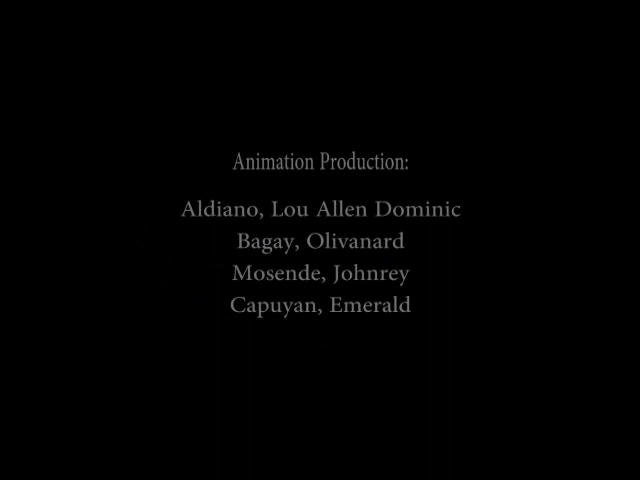 Animation Production:
Aldiano, Lou Allen Dominic
Bagay, Olivanard
Mosende, Johnrey
Capuyan, Emerald